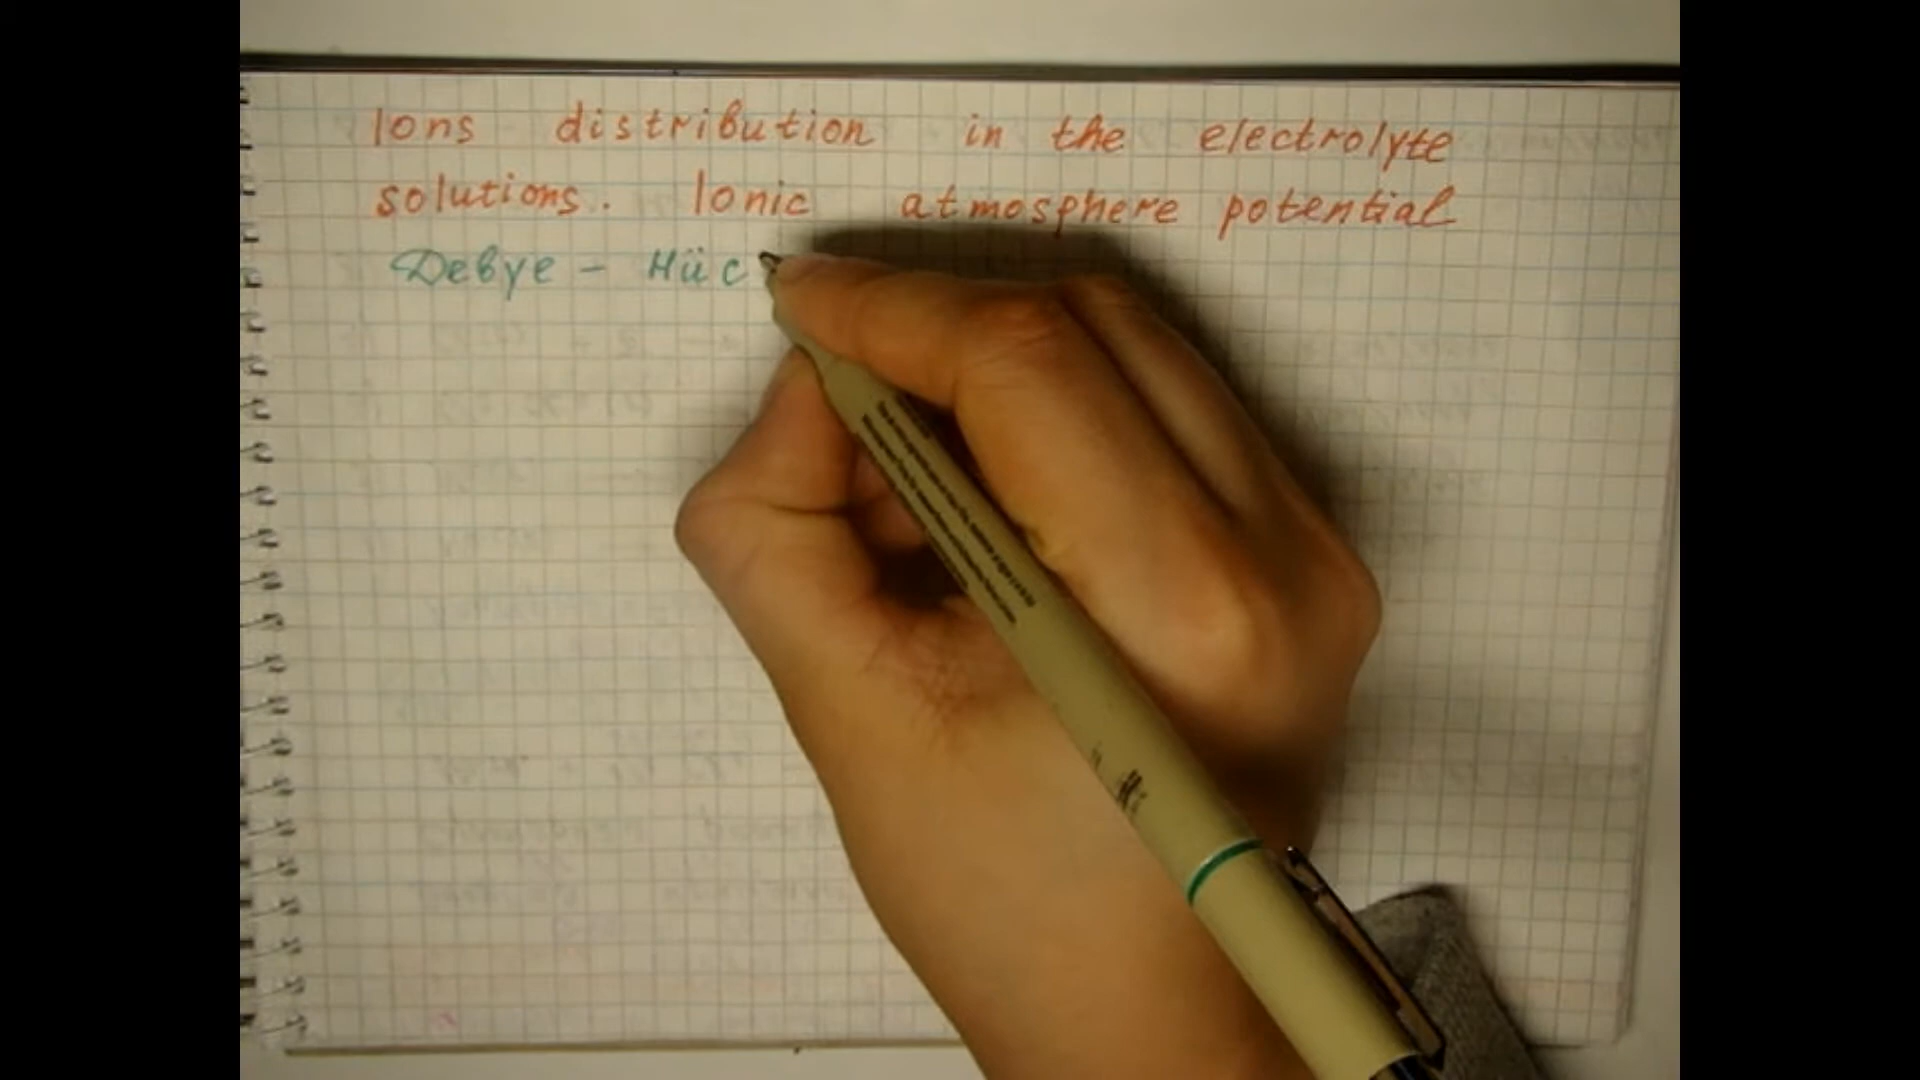 Ions distribution in the electrolyte
solutions. Ionic atmosphere potential
Debye - Hüc